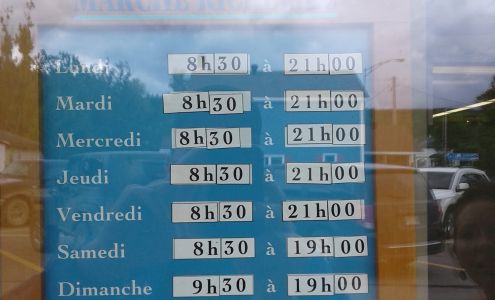 MARCHÉ
Lundi 8h30 à 21h00
Mardi 8h30 à 21h00
Mercredi 8h30 à 21h00
Jeudi 8h30 à 21h00
Vendredi 8h30 à 21h00
Samedi 8h30 à 19h00
Dimanche 9h30 à 19h00